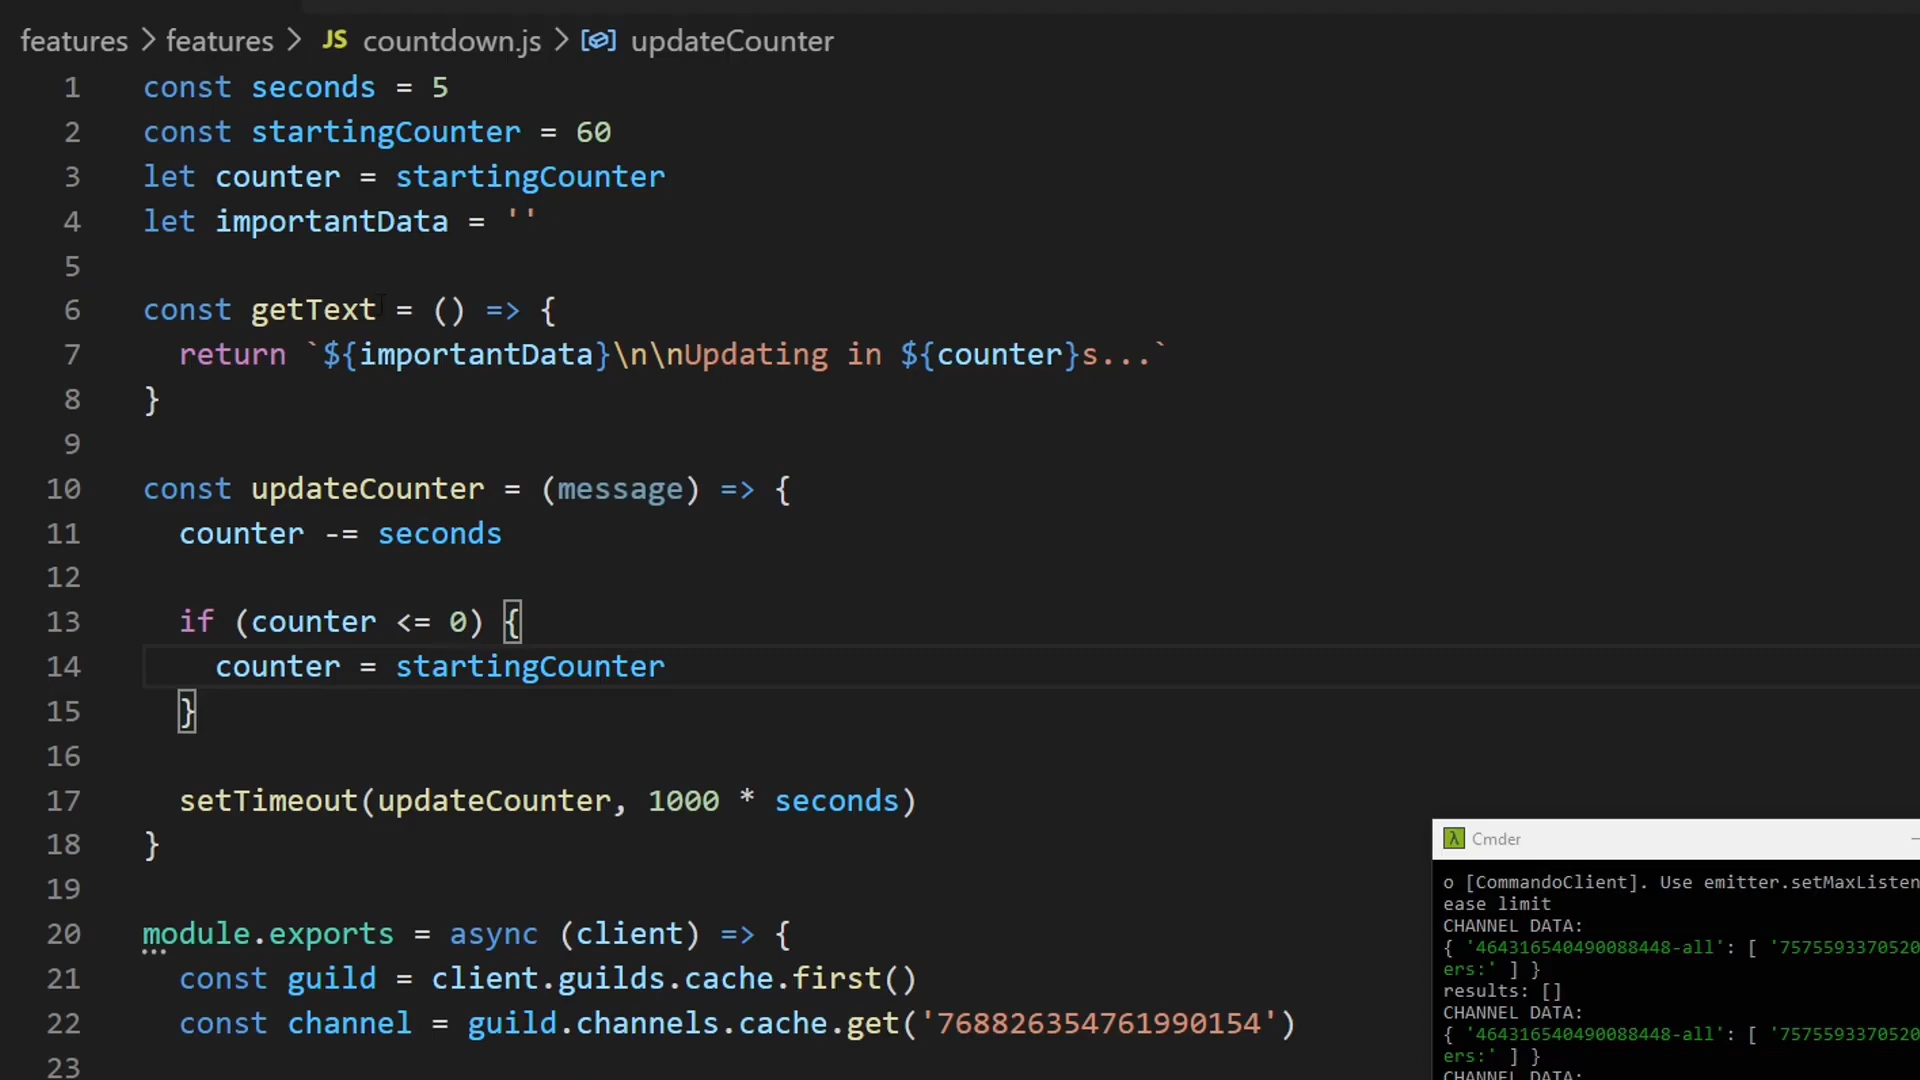 features > features > JS countdown.js > updateCounter
1 const seconds = 5
2 const startingCounter = 60
3 let counter = startingCounter
4 let importantData = ''
5
6 const getText = () => {
7 return `${importantData}\n\nUpdating in ${counter}s...`
8 }
9
10 const updateCounter = (message) => {
11 counter -= seconds
12
13 if (counter <= 0) {
14 counter = startingCounter
15 }
16
17 setTimeout(updateCounter, 1000 * seconds)
18 }
19
20 module.exports = async (client) => {
21 const guild = client.guilds.cache.first()
22 const channel = guild.channels.cache.get('768826354761990154')
23
λ Cmder
o [CommandoClient]. Use emitter.setMaxListen
ease limit
CHANNEL DATA:
{ '464316540490088448-all': [ '7575593370520
ers:' ] }
results: []
CHANNEL DATA:
{ '464316540490088448-all': [ '7575593370520
ers:' ] }
CHANNEL DATA: